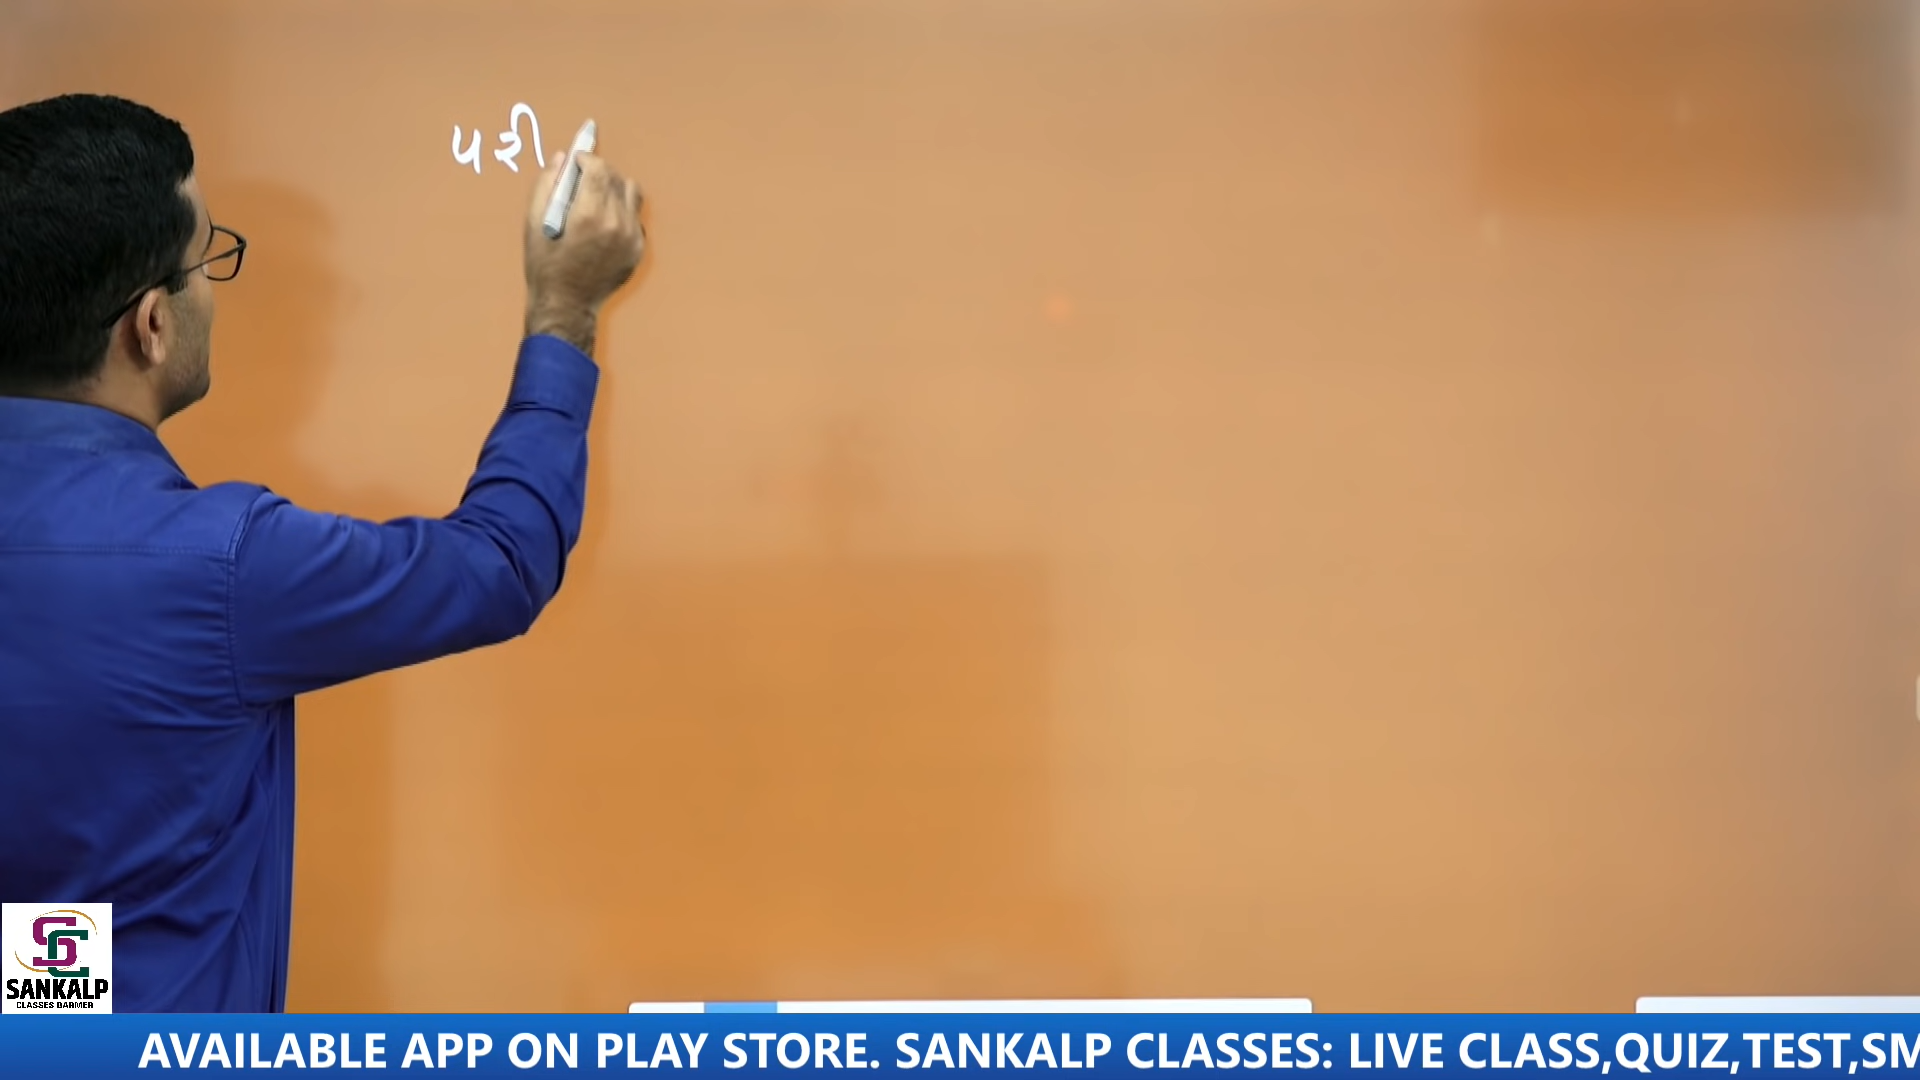 परी
SANKALP
CLASSES BARMER
AVAILABLE APP ON PLAY STORE. SANKALP CLASSES: LIVE CLASS,QUIZ,TEST,SM